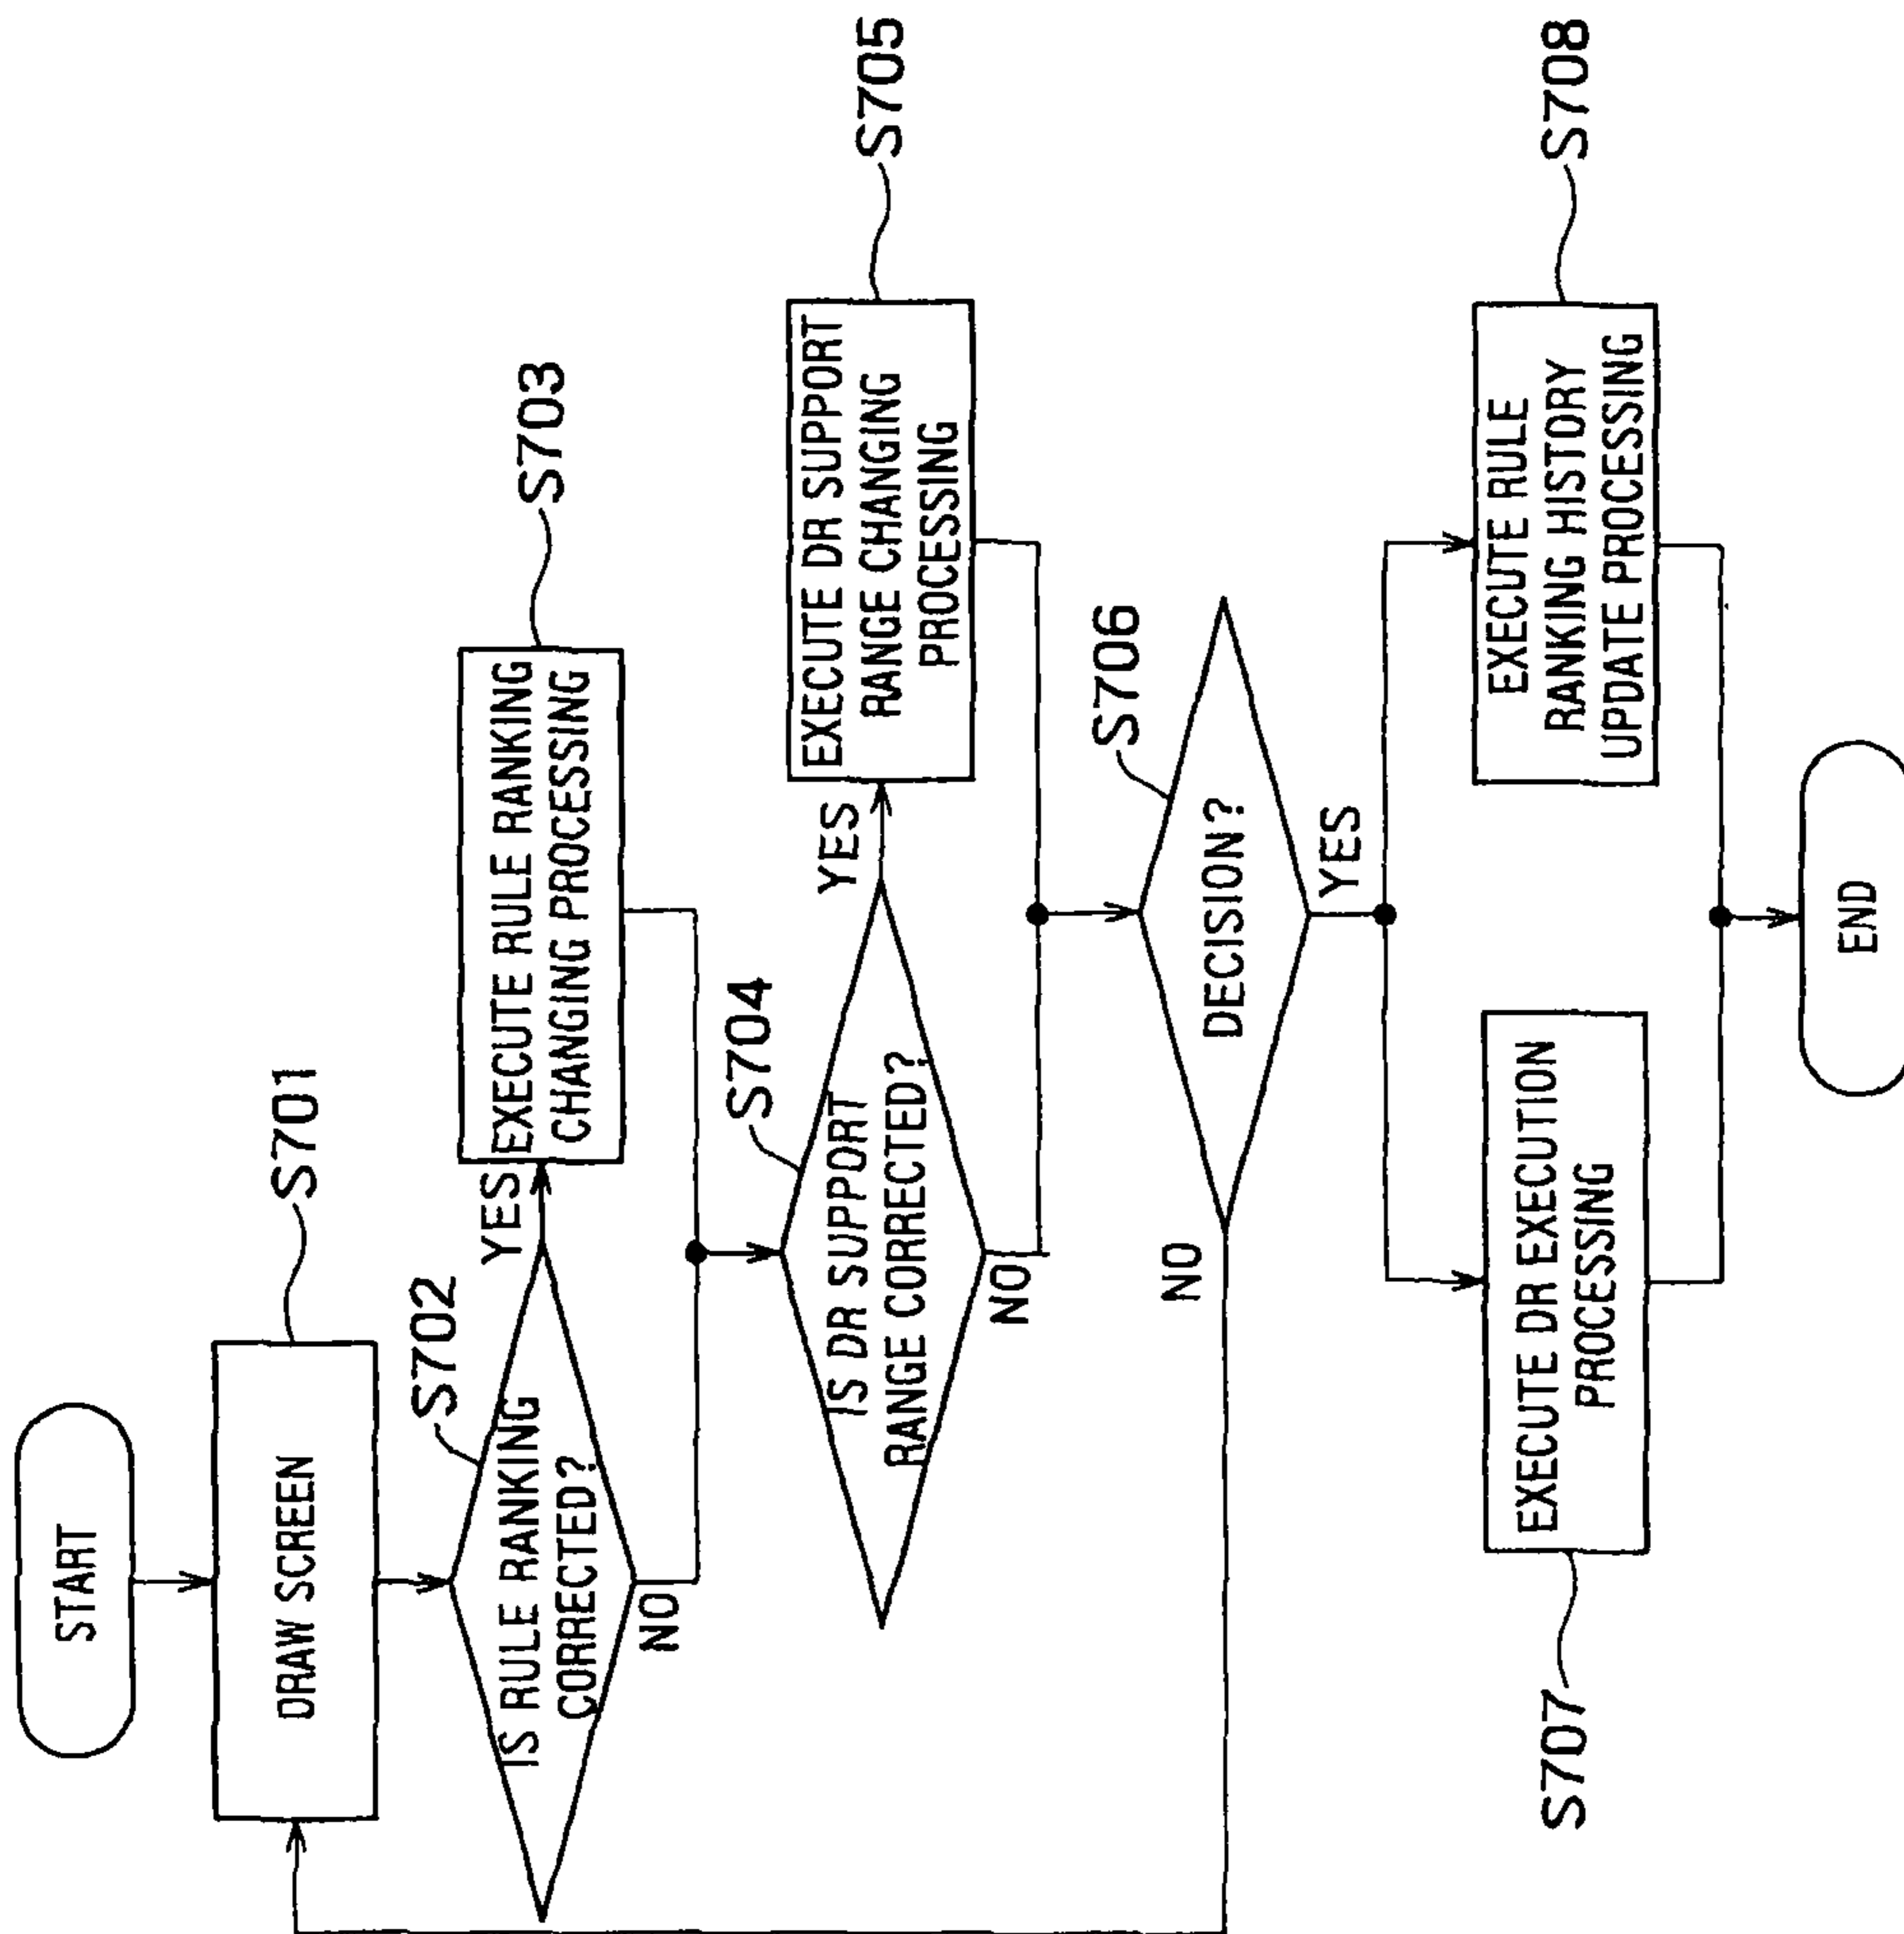 START
DRAW SCREEN
S701
IS RULE RANKING
CORRECTED?
S702
YES
NO
EXECUTE RULE RANKING
CHANGING PROCESSING
S703
IS DR SUPPORT
RANGE CORRECTED?
S704
YES
NO
EXECUTE DR SUPPORT
RANGE CHANGING
PROCESSING
S705
DECISION?
S706
NO
YES
EXECUTE DR EXECUTION
PROCESSING
S707
EXECUTE RULE
RANKING HISTORY
UPDATE PROCESSING
S708
END